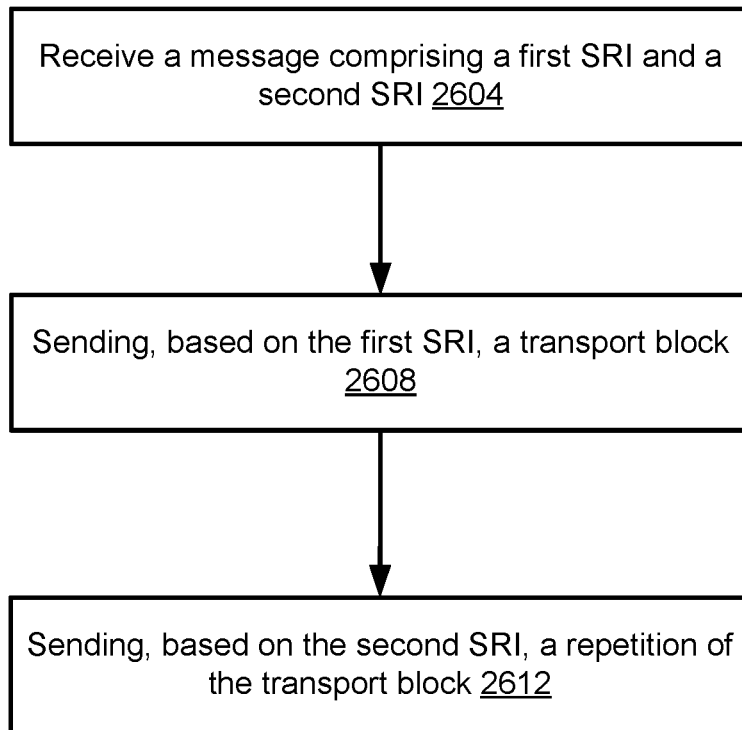 Receive a message comprising a first SRI and a
second SRI 2604
Sending, based on the first SRI, a transport block
2608
Sending, based on the second SRI, a repetition of
the transport block 2612